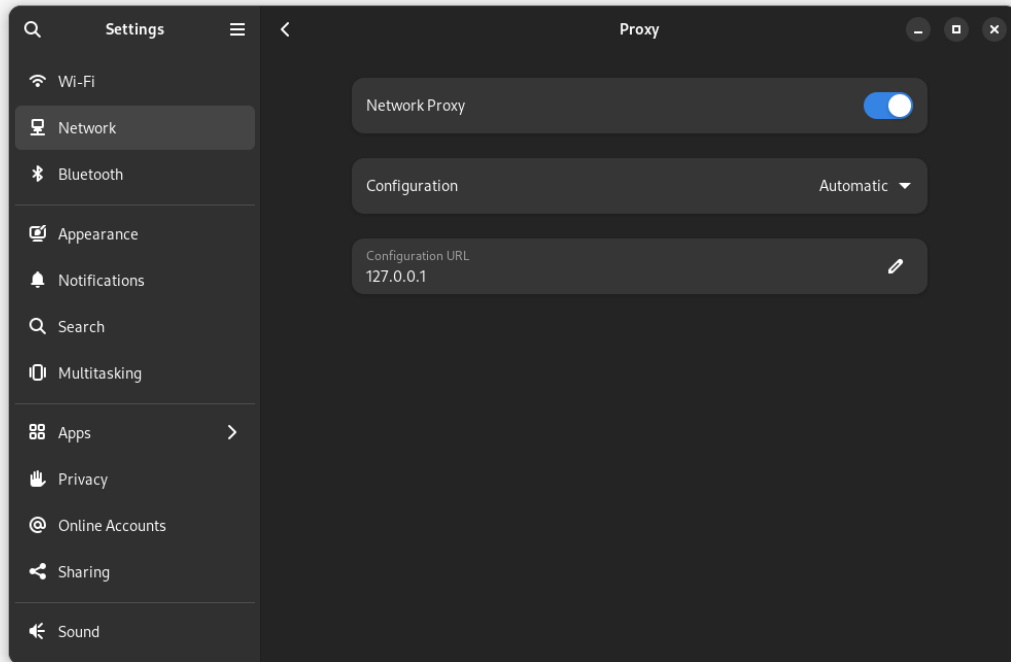 Settings
Wi-Fi
Network
Bluetooth
Appearance
Notifications
Search
Multitasking
Apps
Privacy
Online Accounts
Sharing
Sound
Proxy
Network Proxy
Configuration
Automatic
Configuration URL
127.0.0.1